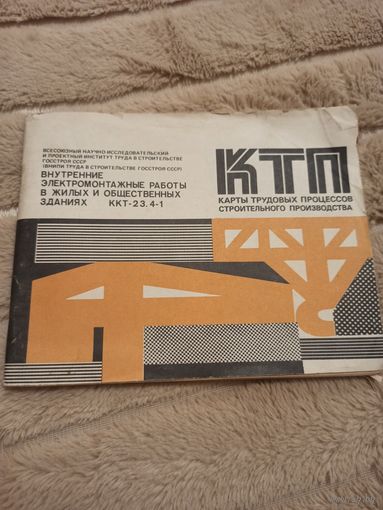 ВСЕСОЮЗНЫЙ НАУЧНО-ИССЛЕДОВАТЕЛЬСКИЙ
И ПРОЕКТНЫЙ ИНСТИТУТ ТРУДА В СТРОИТЕЛЬСТВЕ
ГОССТРОЯ СССР
(ВНИПИ ТРУДА В СТРОИТЕЛЬСТВЕ ГОССТРОЯ СССР)
ВНУТРЕННИЕ
ЭЛЕКТРОМОНТАЖНЫЕ РАБОТЫ
В ЖИЛЫХ И ОБЩЕСТВЕННЫХ
ЗДАНИЯХ ККТ-23.4-1
КТП
КАРТЫ ТРУДОВЫХ ПРОЦЕССОВ
СТРОИТЕЛЬНОГО ПРОИЗВОДСТВА